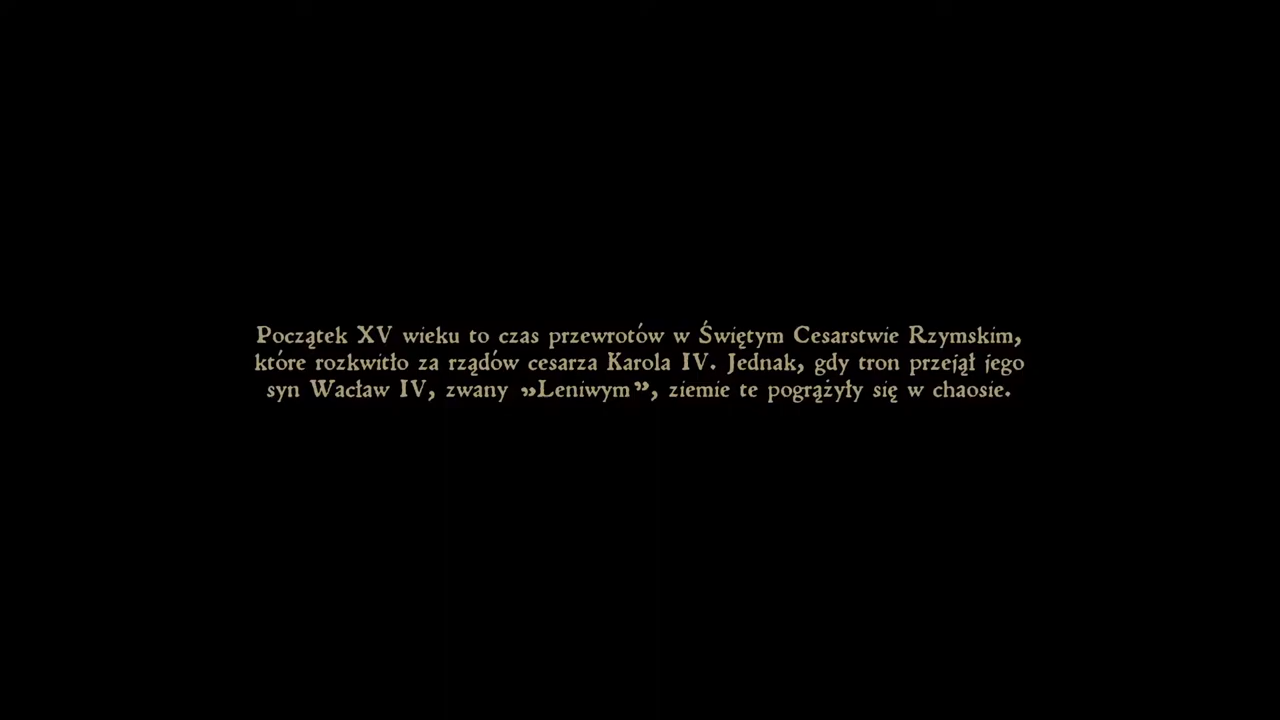 Początek XV wieku to czas przewrotów w Świętym Cesarstwie Rzymskim,
które rozkwitło za rządów cesarza Karola IV. Jednak, gdy tron przejął jego
syn Wacław IV, zwany „Leniwym”, ziemie te pogrążyły się w chaosie.